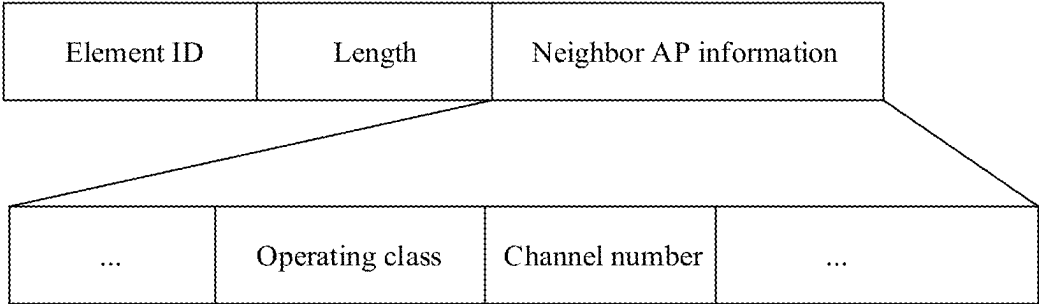 Element ID Length Neighbor AP information
... Operating class Channel number ...